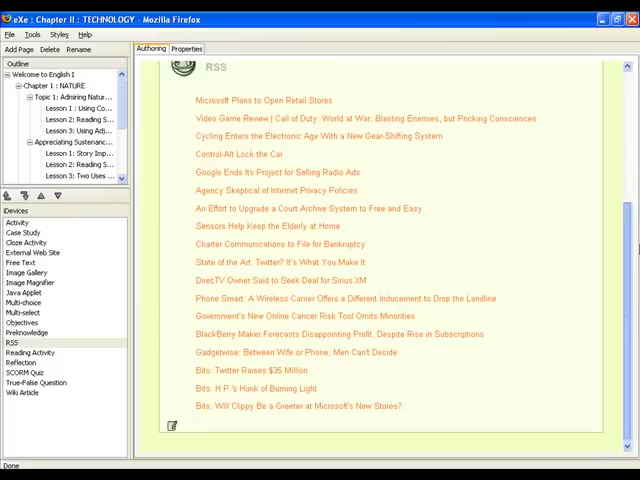 eXe : Chapter II : TECHNOLOGY - Mozilla Firefox
File Tools Styles Help
Add Page Delete Rename
Outline
Welcome to English I
Chapter 1 : NATURE
Topic 1: Admiring Natur...
Lesson 1 : Using Co...
Lesson 2: Reading S
Lesson 3: Using Adj...
Appreciating Sustenanc...
Lesson 1: Story Imp...
Lesson 2: Reading S
Lesson 3: Two Uses
iDevices
Activity
Case Study
Cloze Activity
External Web Site
Free Text
Image Gallery
Image Magnifier
Java Applet
Multi-choice
Multi-select
Objectives
Preknowledge
RSS
Reading Activity
Reflection
SCORM Quiz
True-False Question
Wiki Article
Authoring Properties
RSS
Microsoft Plans to Open Retail Stores
Video Game Review | Call of Duty: World at War: Blasting Enemies, but Pricking Consciences
Cycling Enters the Electronic Age With a New Gear-Shifting System
Control-Alt Lock the Car
Google Ends Its Project for Selling Radio Ads
Agency Skeptical of Internet Privacy Policies
An Effort to Upgrade a Court Archive System to Free and Easy
Sensors Help Keep the Elderly at Home
Charter Communications to File for Bankruptcy
State of the Art: Twitter? It's What You Make It
DirecTV Owner Said to Seek Deal for Sirius XM
Phone Smart: A Wireless Carrier Offers a Different Inducement to Drop the Landline
Government's New Online Cancer Risk Tool Omits Minorities
BlackBerry Maker Forecasts Disappointing Profit, Despite Rise in Subscriptions
Gadgetwise: Between Wife or Phone, Men Can't Decide
Bits: Twitter Raises $35 Million
Bits: H.P.'s Hunk of Burning Light
Bits: Will Clippy Be a Greeter at Microsoft's New Stores?
Done